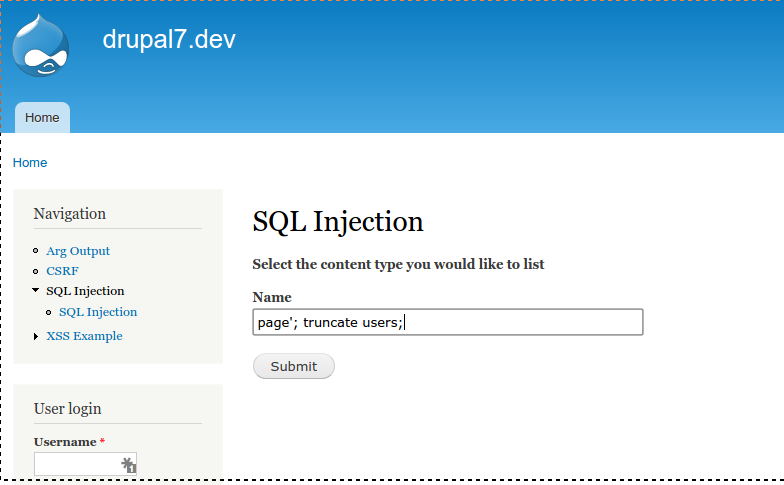 drupal7.dev
Home
Home
Navigation
Arg Output
CSRF
SQL Injection
SQL Injection
XSS Example
User login
Username *
1
SQL Injection
Select the content type you would like to list
Name
page'; truncate users;
Submit